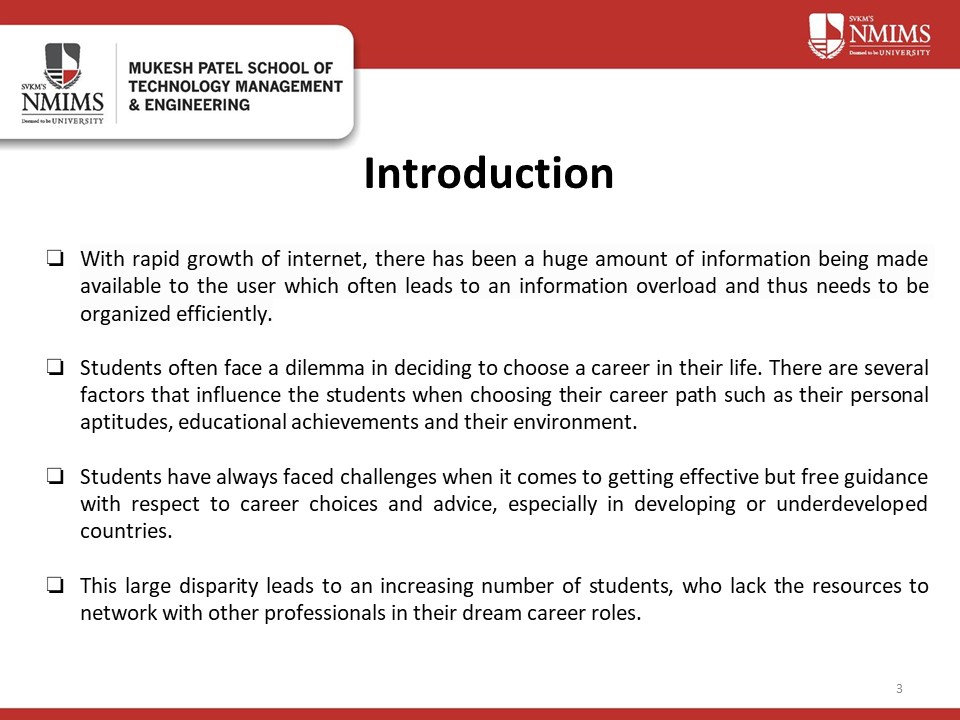 SVKM'S
NMIMS
Deemed to be UNIVERSITY
SVKM'S
NMIMS
Deemed to be UNIVERSITY
MUKESH PATEL SCHOOL OF
TECHNOLOGY MANAGEMENT
& ENGINEERING
Introduction
❑ With rapid growth of internet, there has been a huge amount of information being made
available to the user which often leads to an information overload and thus needs to be
organized efficiently.
❑ Students often face a dilemma in deciding to choose a career in their life. There are several
factors that influence the students when choosing their career path such as their personal
aptitudes, educational achievements and their environment.
❑ Students have always faced challenges when it comes to getting effective but free guidance
with respect to career choices and advice, especially in developing or underdeveloped
countries.
❑ This large disparity leads to an increasing number of students, who lack the resources to
network with other professionals in their dream career roles.
3